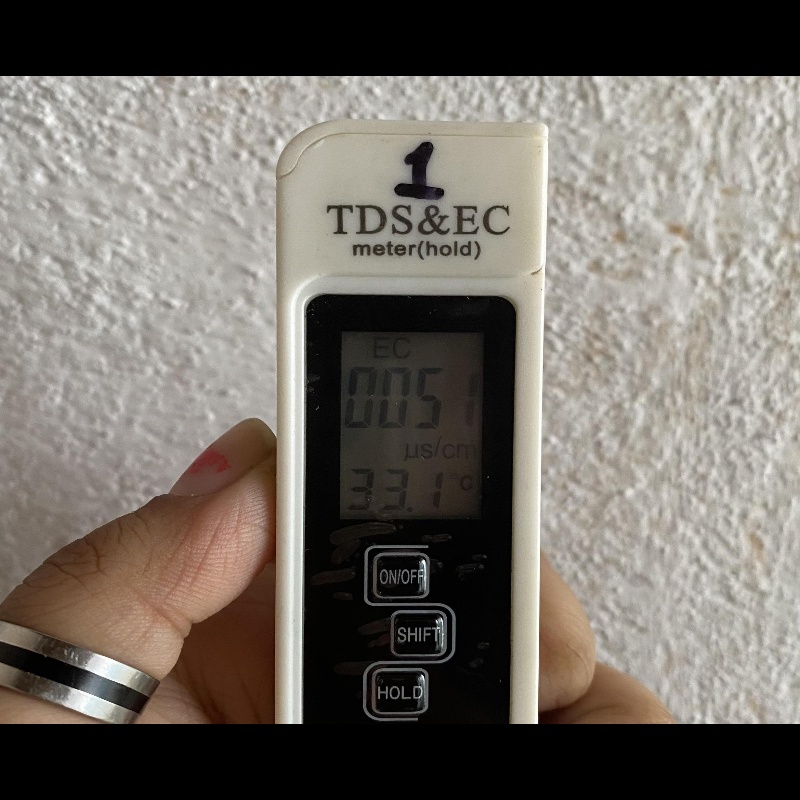 1
TDS&EC
meter(hold)
EC
0051
µs/cm
33.1 °C
ON/OFF
SHIFT
HOLD